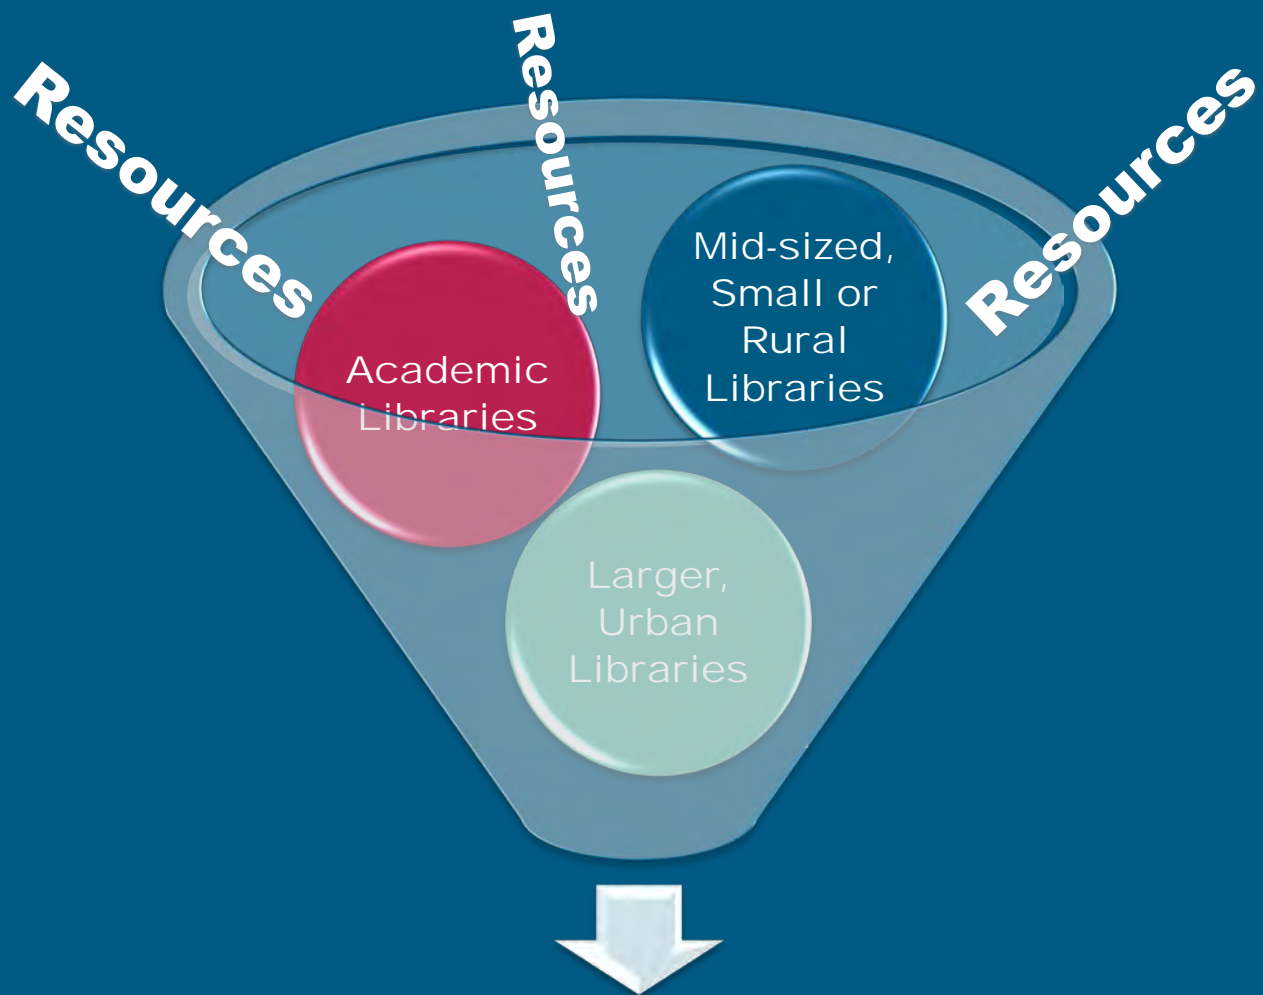 Resources
Resources
Resources
Academic
Libraries
Mid-sized,
Small or
Rural
Libraries
Larger,
Urban
Libraries